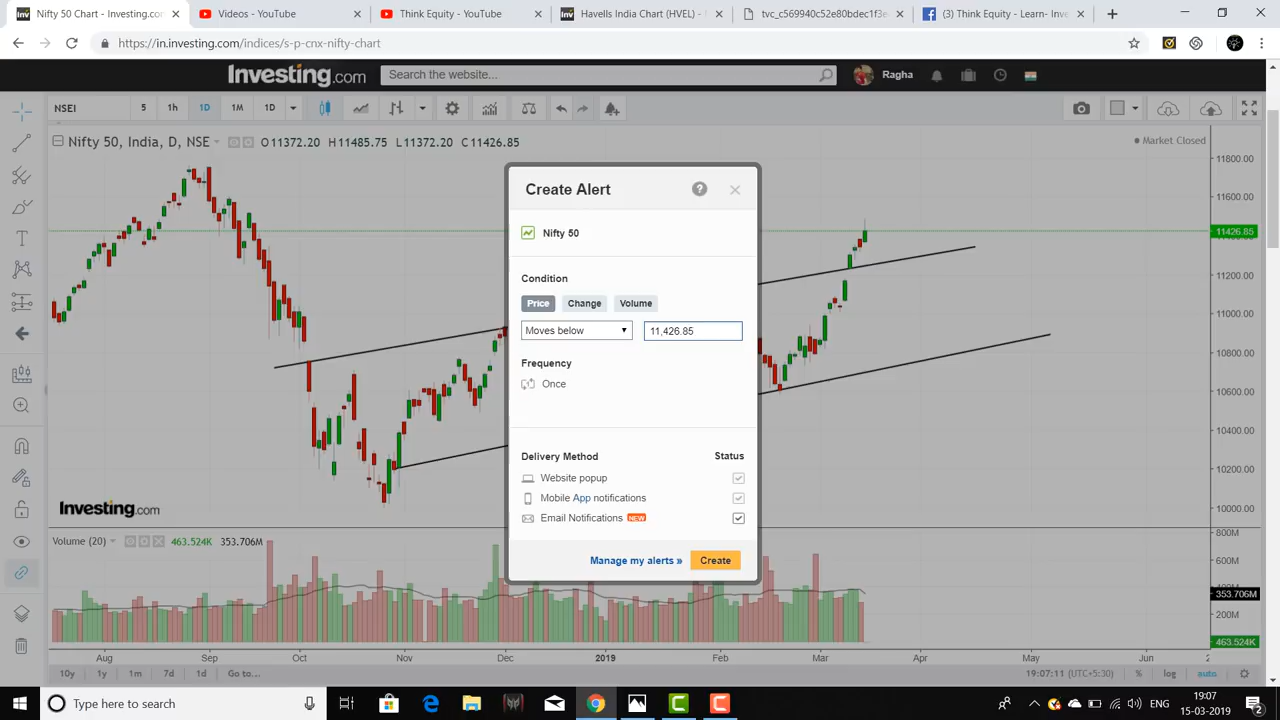 Nifty 50 Chart - Investing.com
Videos - YouTube
Think Equity - YouTube
Havells India Chart (HVEL) -
tvc_c569940c52e80bdec1f3e
(3) Think Equity - Learn- Inves
https://in.investing.com/indices/s-p-cnx-nifty-chart
Investing.com
Search the website...
Ragha
NSEI
5
1h
1D
1M
1D
Nifty 50, India, D, NSE
O11372.20 H11485.75 L11372.20 C11426.85
Market Closed
11800.00
11600.00
11426.85
11200.00
11000.00
10800.00
10600.00
10400.00
10200.00
10000.00
Create Alert
?
Nifty 50
Condition
Price
Change
Volume
Moves below
11,426.85
Frequency
Once
Delivery Method
Status
Website popup
Mobile App notifications
Email Notifications NEW
Manage my alerts »
Create
Investing.com
Volume (20)
463.524K
353.706M
800M
600M
353.706M
200M
463.524K
Aug
Sep
Oct
Nov
Dec
2019
Feb
Mar
Apr
May
Jun
10y
1y
1m
7d
1d
Go to...
19:07:11 (UTC+5:30)
%
log
auto
Type here to search
ENG
19:07
15-03-2019
2